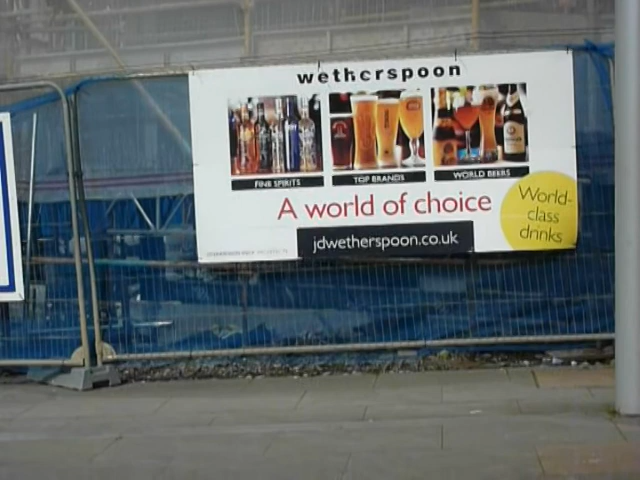 wetherspoon
FINE SPIRITS
TOP BRANDS
WORLD BEERS
A world of choice
World-
class
drinks
jdwetherspoon.co.uk